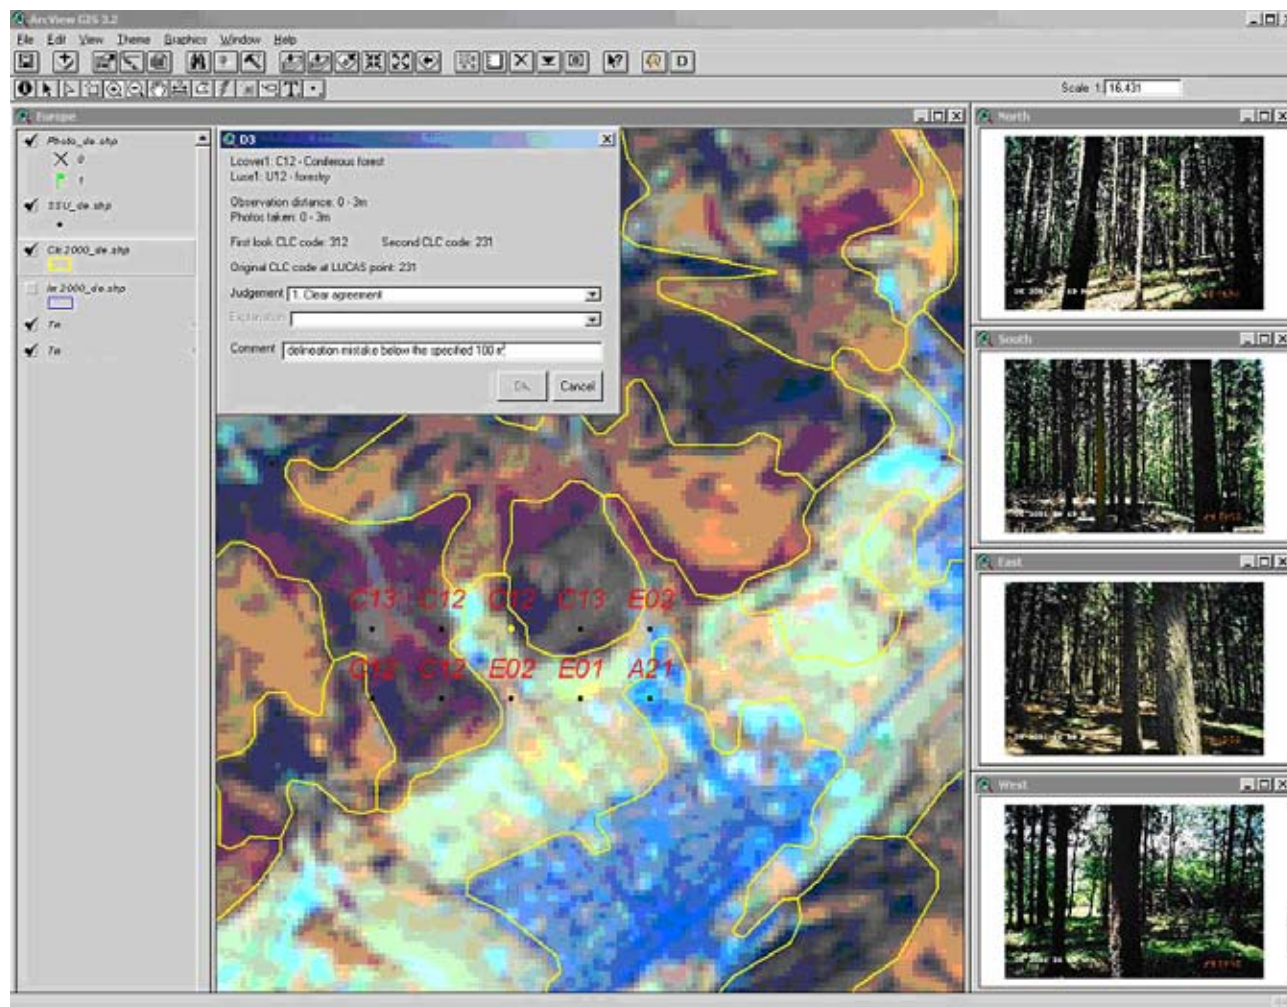 ArcView GIS 3.2
File Edit View Theme Graphics Window Help
Scale 1: 16.431
Europe
Photo_de.shp
0
1
SSU_de.shp
Clc2000_de.shp
Im2000_de.shp
D3
Lcover1: C12 - Coniferous forest
Luse1: U12 - forestry
Observation distance: 0 - 3m
Photos taken: 0 - 3m
First look CLC code: 312 Second CLC code: 231
Original CLC code at LUCAS point: 231
Judgement 1. Clear agreement
Explanation
Comment delineation mistake below the specified 100 m
Ok Cancel
C13 C12 C12 C13 E03
C12 C12 E02 E01 A21
North
South
East
West